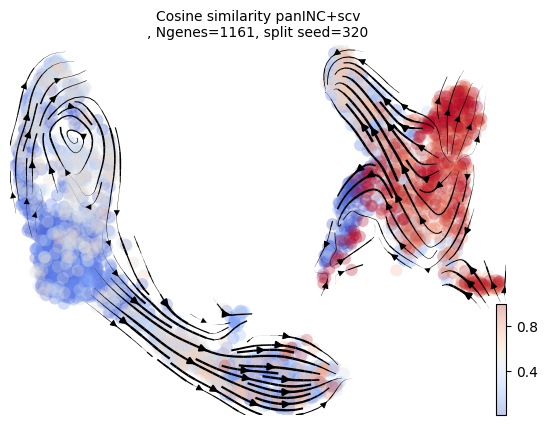 Cosine similarity panINC+scv
, Ngenes=1161, split seed=320
0.8
0.4